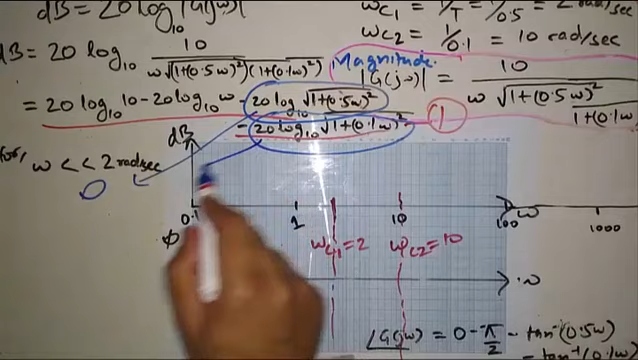 dB = 20 log |G(jω)|
ωc1 = 1/T = 1/0.5 = 2 rad/sec
ωc2 = 1/0.1 = 10 rad/sec
dB = 20 log10 10 / ω√(1+(0.5ω)²)(1+(0.1ω)²)
Magnitude
|G(jω)| = 10 / ω √(1+(0.5ω)²) √(1+(0.1ω
= 20 log10 10 - 20 log10 ω - 20 log √1+(0.5ω)²
- 20 log10 √1+(0.1ω)² 1
for, ω << 2 rad/sec
0
dB
0.1 1 10 100 ω 1000
φ ωc1 = 2 ωc2 = 10
ω
∠G(jω) = 0 - π/2 - tan⁻¹(0.5ω)
- tan⁻¹(0.1ω)